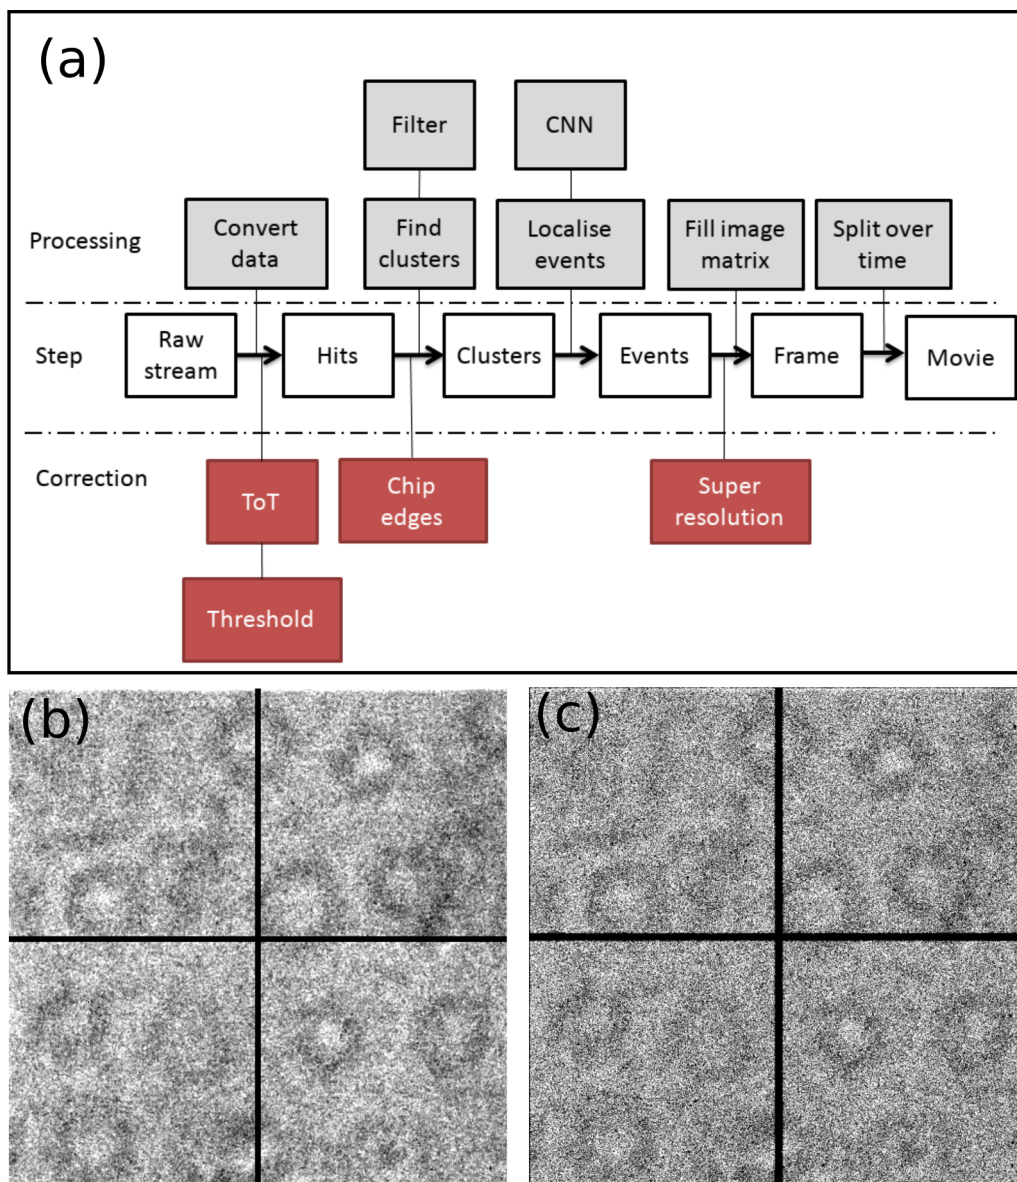 (a)
Filter
CNN
Processing
Convert
data
Find
clusters
Localise
events
Fill image
matrix
Split over
time
Step
Raw
stream
Hits
Clusters
Events
Frame
Movie
Correction
ToT
Chip
edges
Super
resolution
Threshold
(b)
(c)